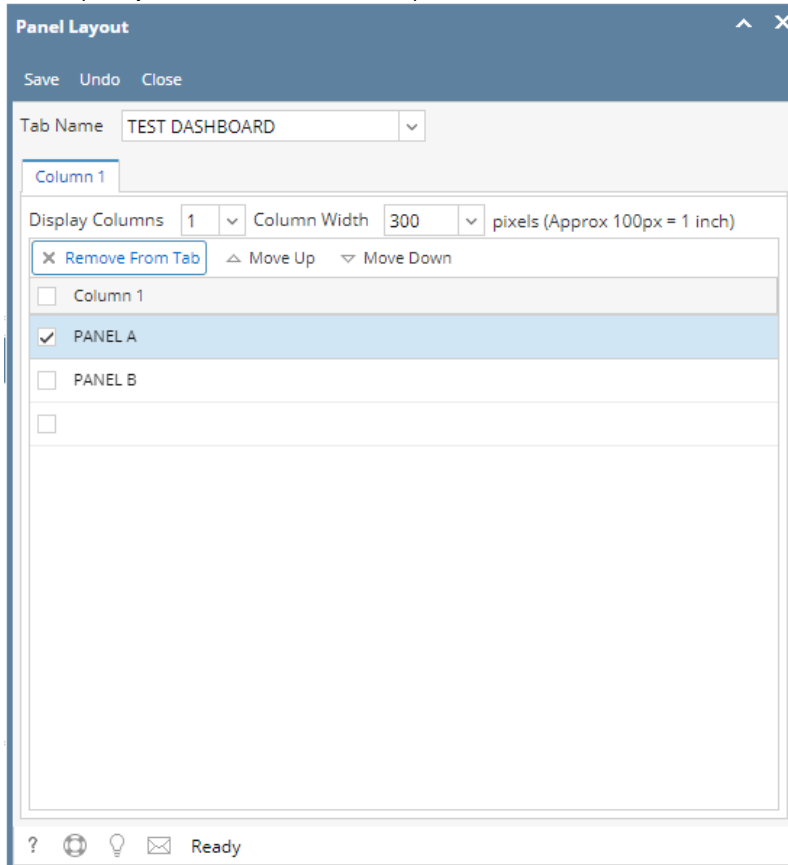 Panel Layout
Save Undo Close
Tab Name TEST DASHBOARD
Column 1
Display Columns 1 Column Width 300 pixels (Approx 100px = 1 inch)
Remove From Tab Move Up Move Down
Column 1
PANEL A
PANEL B
? Ready